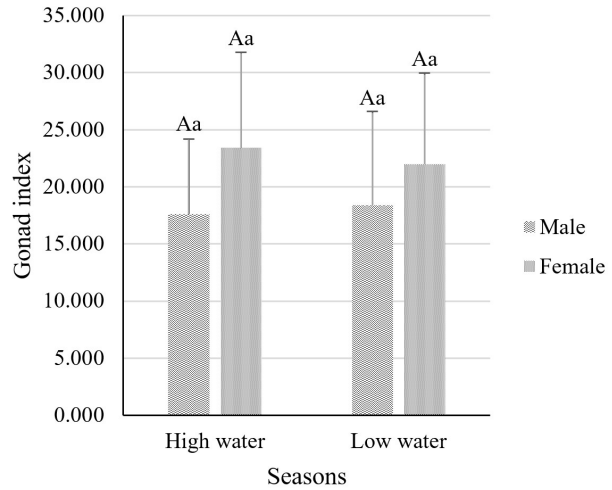 35.000
30.000
25.000
20.000
15.000
10.000
5.000
0.000
Gonad index
Aa
Aa
Aa
Aa
High water
Low water
Seasons
Male
Female